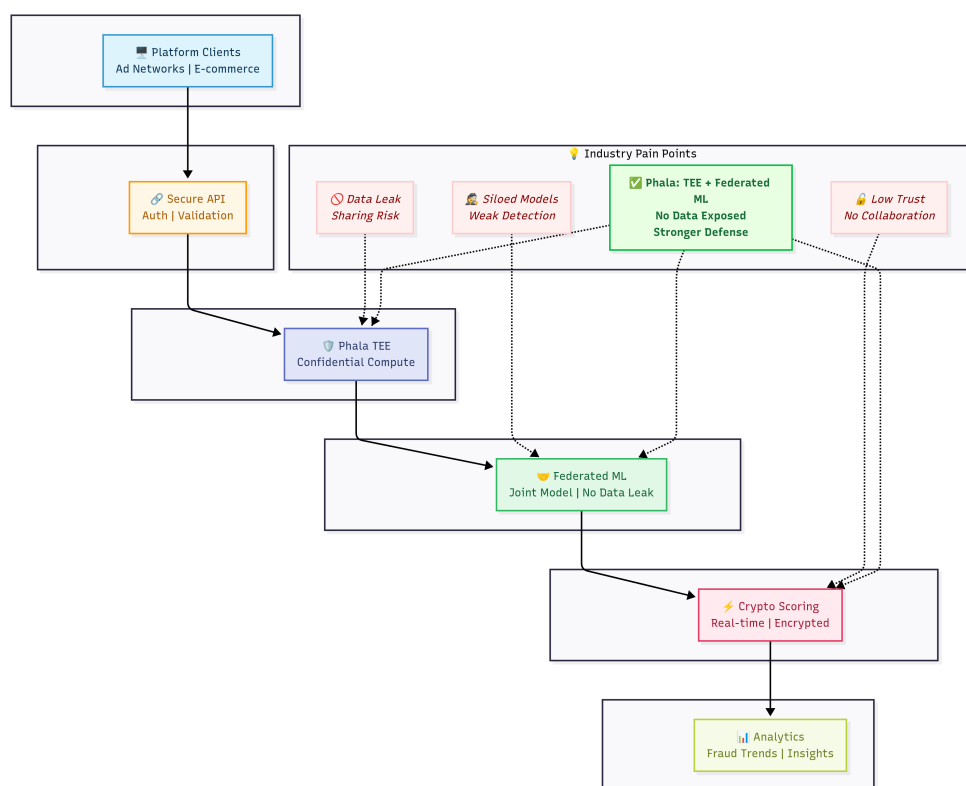 🖥️ Platform Clients
Ad Networks | E-commerce
💡 Industry Pain Points
🔗 Secure API
Auth | Validation
🚫 Data Leak
Sharing Risk
🕵️ Siloed Models
Weak Detection
✅ Phala: TEE + Federated
ML
No Data Exposed
Stronger Defense
🔓 Low Trust
No Collaboration
🛡️ Phala TEE
Confidential Compute
🤝 Federated ML
Joint Model | No Data Leak
⚡ Crypto Scoring
Real-time | Encrypted
📊 Analytics
Fraud Trends | Insights